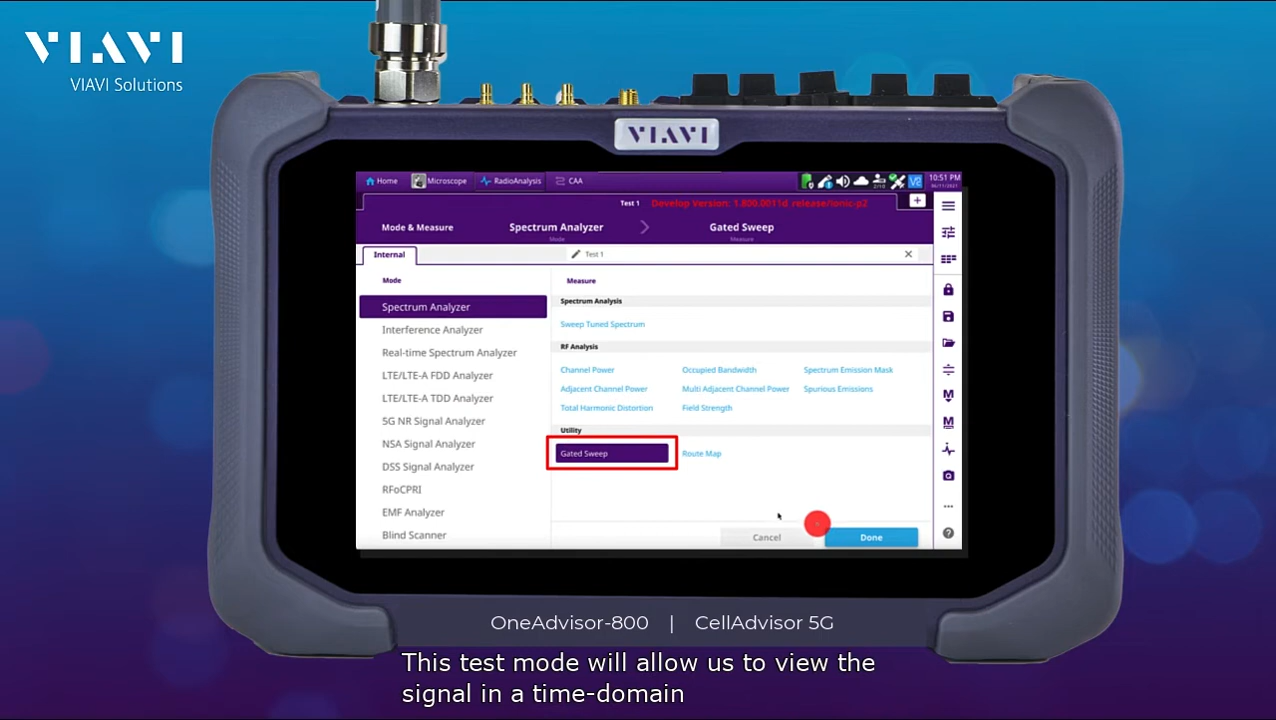 VIAVI
VIAVI Solutions
VIAVI
Home
Microscope
RadioAnalysis
CAA
V2
10:51 PM
Test 1
Develop Version: 1.800.0011d release/ionic-p2
+
Mode & Measure
Spectrum Analyzer
Mode
Gated Sweep
Measure
Internal
Test 1
Mode
Measure
Spectrum Analyzer
Interference Analyzer
Real-time Spectrum Analyzer
LTE/LTE-A FDD Analyzer
LTE/LTE-A TDD Analyzer
5G NR Signal Analyzer
NSA Signal Analyzer
DSS Signal Analyzer
RFoCPRI
EMF Analyzer
Blind Scanner
Spectrum Analysis
Sweep Tuned Spectrum
RF Analysis
Channel Power
Occupied Bandwidth
Spectrum Emission Mask
Adjacent Channel Power
Multi Adjacent Channel Power
Spurious Emissions
Total Harmonic Distortion
Field Strength
Utility
Gated Sweep
Route Map
Cancel
Done
M
M
OneAdvisor-800 | CellAdvisor 5G
This test mode will allow us to view the
signal in a time-domain